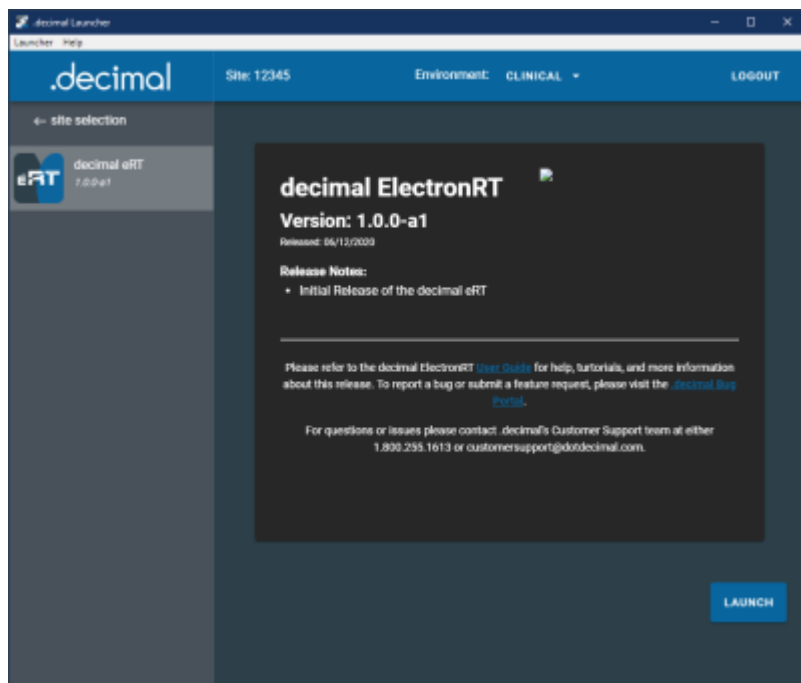 .decimal Launcher
Launcher Help
.decimal
Site: 12345
Environment: CLINICAL
LOGOUT
← site selection
eRT
decimal eRT
1.0.0-a1
decimal ElectronRT
Version: 1.0.0-a1
Released: 06/12/2020
Release Notes:
• Initial Release of the decimal eRT
Please refer to the decimal ElectronRT User Guide for help, turtorials, and more information
about this release. To report a bug or submit a feature request, please visit the .decimal Bug
Portal.
For questions or issues please contact .decimal's Customer Support team at either
1.800.255.1613 or customersupport@dotdecimal.com.
LAUNCH